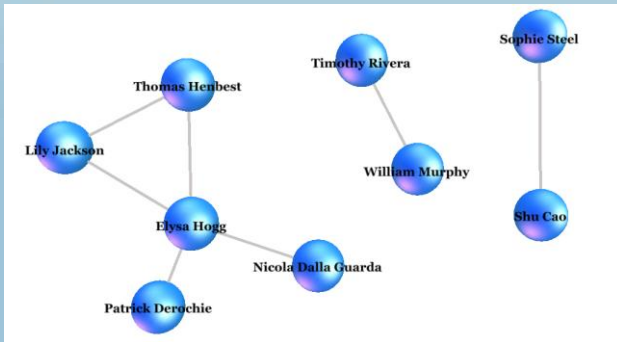 Sophie Steel
Timothy Rivera
Thomas Henbest
Lily Jackson
William Murphy
Shu Cao
Elysa Hogg
Nicola Dalla Guarda
Patrick Derochie